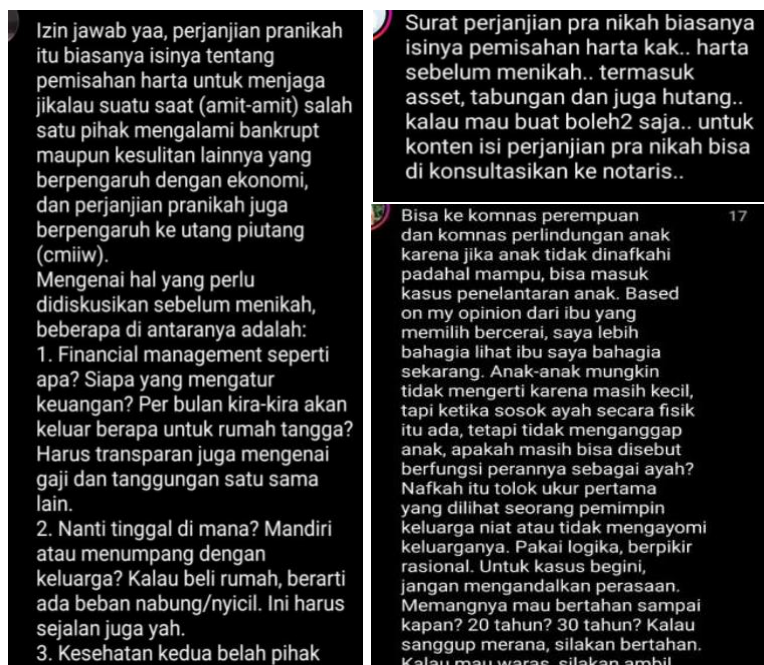 Izin jawab yaa, perjanjian pranikah
itu biasanya isinya tentang
pemisahan harta untuk menjaga
jikalau suatu saat (amit-amit) salah
satu pihak mengalami bankrupt
maupun kesulitan lainnya yang
berpengaruh dengan ekonomi,
dan perjanjian pranikah juga
berpengaruh ke utang piutang
(cmiiw).
Mengenai hal yang perlu
didiskusikan sebelum menikah,
beberapa di antaranya adalah:
1. Financial management seperti
apa? Siapa yang mengatur
keuangan? Per bulan kira-kira akan
keluar berapa untuk rumah tangga?
Harus transparan juga mengenai
gaji dan tanggungan satu sama
lain.
2. Nanti tinggal di mana? Mandiri
atau menumpang dengan
keluarga? Kalau beli rumah, berarti
ada beban nabung/nyicil. Ini harus
sejalan juga yah.
3. Kesehatan kedua belah pihak
Surat perjanjian pra nikah biasanya
isinya pemisahan harta kak.. harta
sebelum menikah.. termasuk
asset, tabungan dan juga hutang..
kalau mau buat boleh2 saja.. untuk
konten isi perjanjian pra nikah bisa
di konsultasikan ke notaris..
Bisa ke komnas perempuan 17
dan komnas perlindungan anak
karena jika anak tidak dinafkahi
padahal mampu, bisa masuk
kasus penelantaran anak. Based
on my opinion dari ibu yang
memilih bercerai, saya lebih
bahagia lihat ibu saya bahagia
sekarang. Anak-anak mungkin
tidak mengerti karena masih kecil,
tapi ketika sosok ayah secara fisik
itu ada, tetapi tidak menganggap
anak, apakah masih bisa disebut
berfungsi perannya sebagai ayah?
Nafkah itu tolok ukur pertama
yang dilihat seorang pemimpin
keluarga niat atau tidak mengayomi
keluarganya. Pakai logika, berpikir
rasional. Untuk kasus begini,
jangan mengandalkan perasaan.
Memangnya mau bertahan sampai
kapan? 20 tahun? 30 tahun? Kalau
sanggup merana, silakan bertahan.
Kalau mau waras, silakan ambil